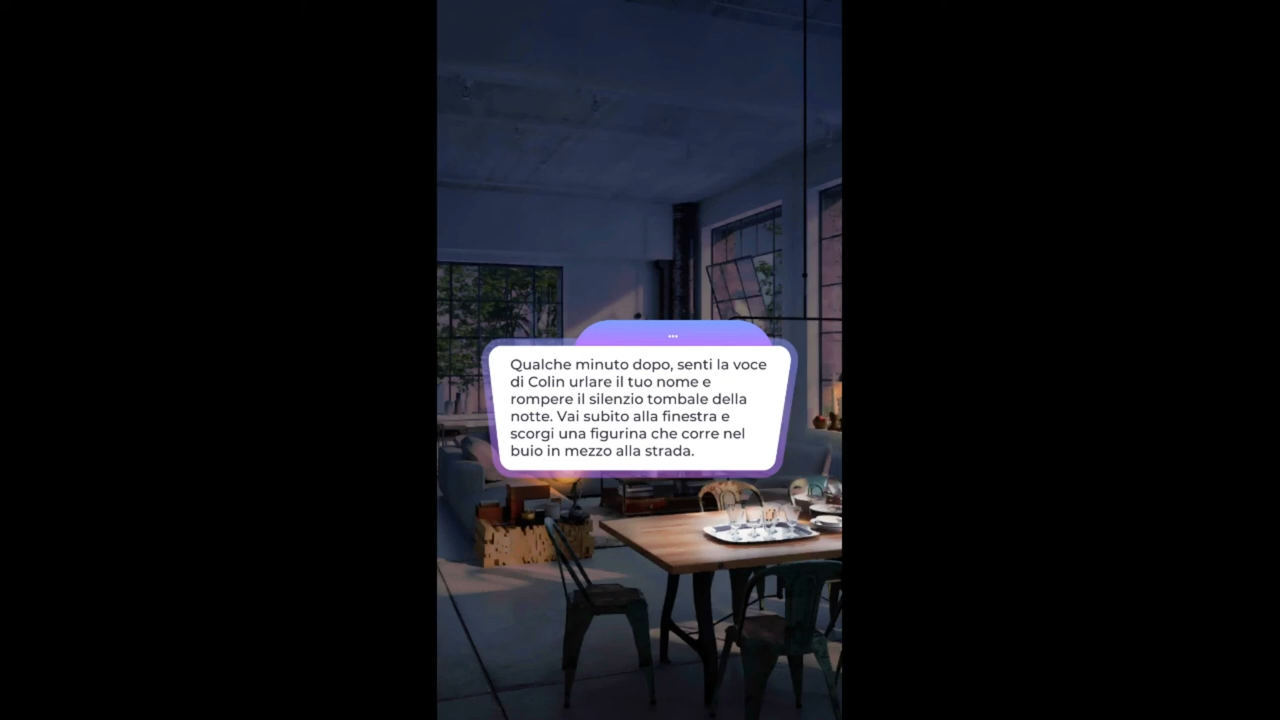 ...
Qualche minuto dopo, senti la voce
di Colin urlare il tuo nome e
rompere il silenzio tombale della
notte. Vai subito alla finestra e
scorgi una figurina che corre nel
buio in mezzo alla strada.